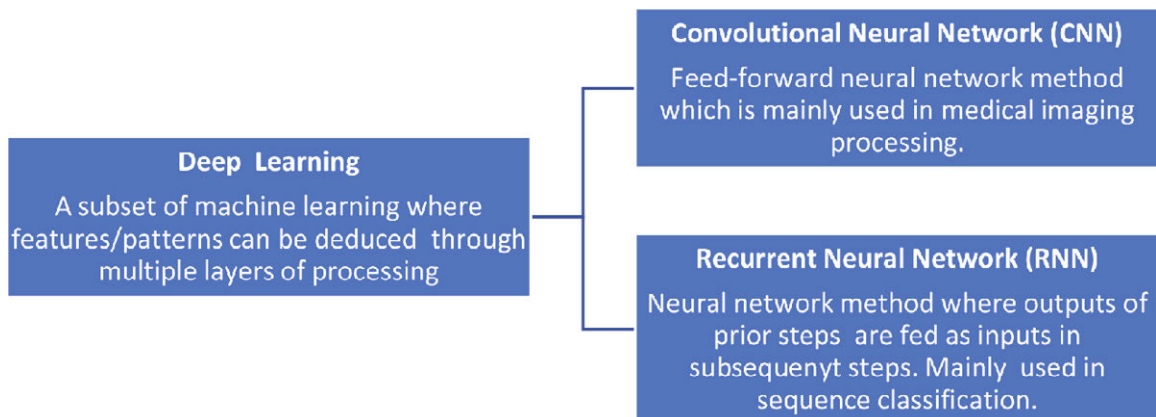 Deep Learning
A subset of machine learning where
features/patterns can be deduced through
multiple layers of processing
Convolutional Neural Network (CNN)
Feed-forward neural network method
which is mainly used in medical imaging
processing.
Recurrent Neural Network (RNN)
Neural network method where outputs of
prior steps are fed as inputs in
subsequenyt steps. Mainly used in
sequence classification.